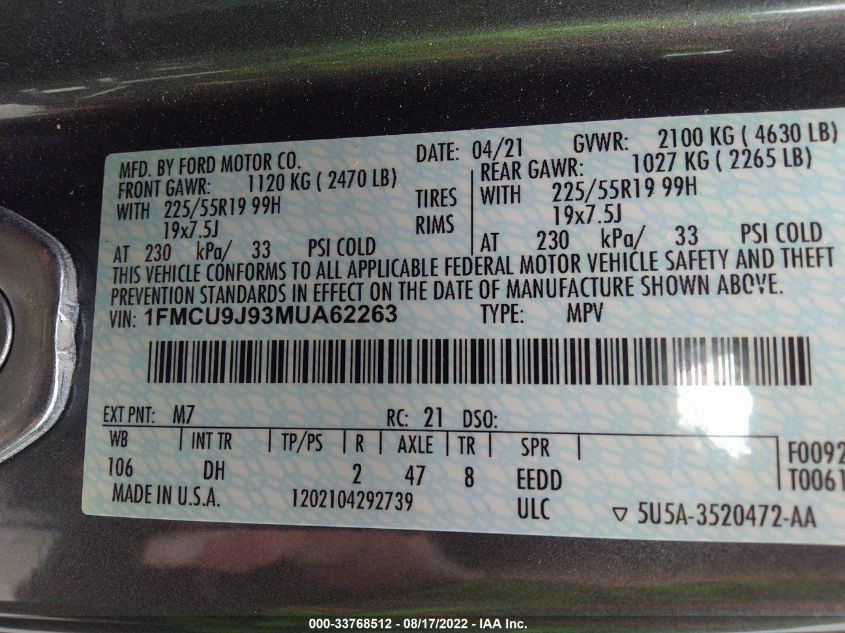 MFD. BY FORD MOTOR CO.
DATE: 04/21
GVWR: 2100 KG ( 4630 LB)
FRONT GAWR: 1120 KG ( 2470 LB)
REAR GAWR: 1027 KG ( 2265 LB)
WITH 225/55R19 99H
TIRES
WITH 225/55R19 99H
19x7.5J
RIMS
19x7.5J
AT 230 kPa/ 33 PSI COLD
AT 230 kPa/ 33 PSI COLD
THIS VEHICLE CONFORMS TO ALL APPLICABLE FEDERAL MOTOR VEHICLE SAFETY AND THEFT
PREVENTION STANDARDS IN EFFECT ON THE DATE OF MANUFACTURE SHOWN ABOVE.
VIN: 1FMCU9J93MUA62263
TYPE: MPV
EXT PNT: M7
RC: 21 DSO:
WB INT TR TP/PS R AXLE TR SPR
F0092
106 DH 2 47 8 EEDD
T0061
MADE IN U.S.A.
1202104292739
ULC
▽ 5U5A-3520472-AA
000-33768512 - 08/17/2022 - IAA Inc.